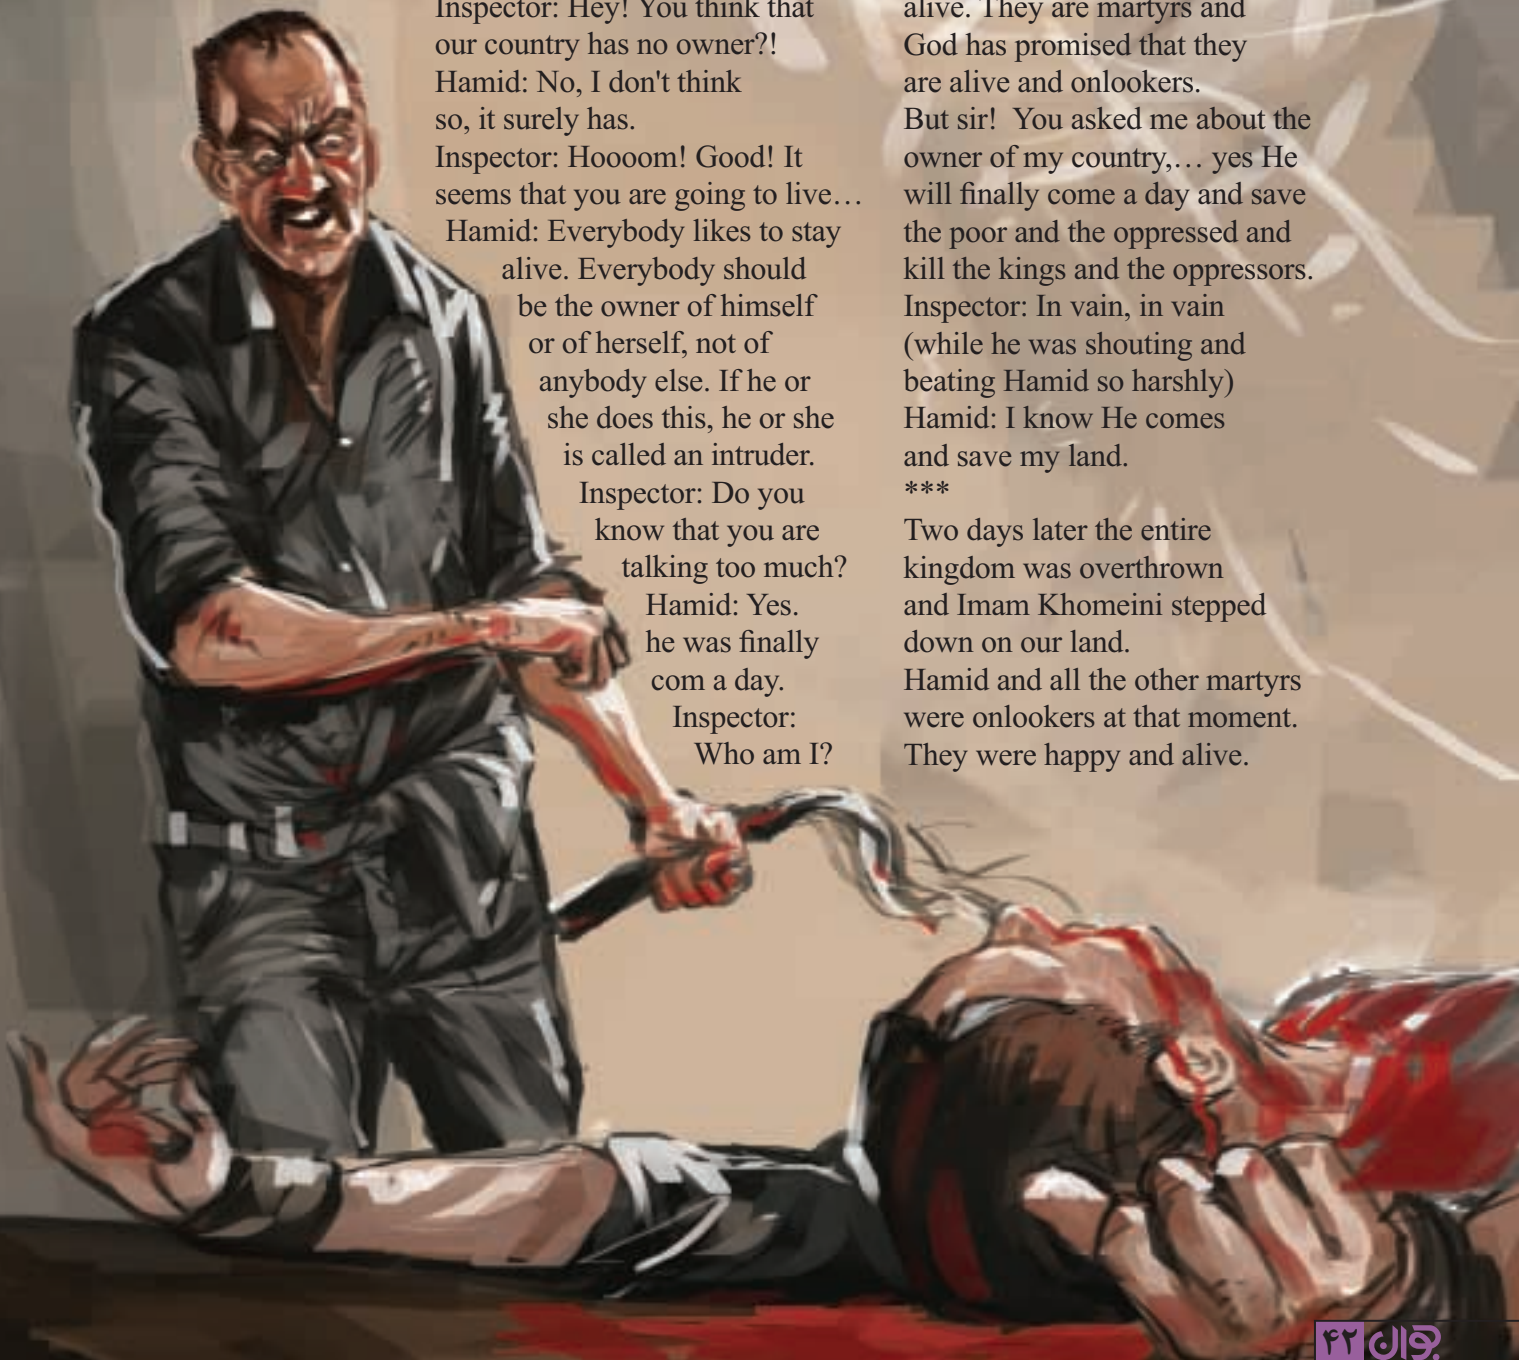 Inspector: Hey! You think that
our country has no owner?!
Hamid: No, I don't think
so, it surely has.
Inspector: Hoooom! Good! It
seems that you are going to live…
Hamid: Everybody likes to stay
alive. Everybody should
be the owner of himself
or of herself, not of
anybody else. If he or
she does this, he or she
is called an intruder.
Inspector: Do you
know that you are
talking too much?
Hamid: Yes.
he was finally
com a day.
Inspector:
Who am I?
alive. They are martyrs and
God has promised that they
are alive and onlookers.
But sir!  You asked me about the
owner of my country,… yes He
will finally come a day and save
the poor and the oppressed and
kill the kings and the oppressors.
Inspector: In vain, in vain
(while he was shouting and
beating Hamid so harshly)
Hamid: I know He comes
and save my land.
***
Two days later the entire
kingdom was overthrown
and Imam Khomeini stepped
down on our land.
Hamid and all the other martyrs
were onlookers at that moment.
They were happy and alive.
جوان ۴۲